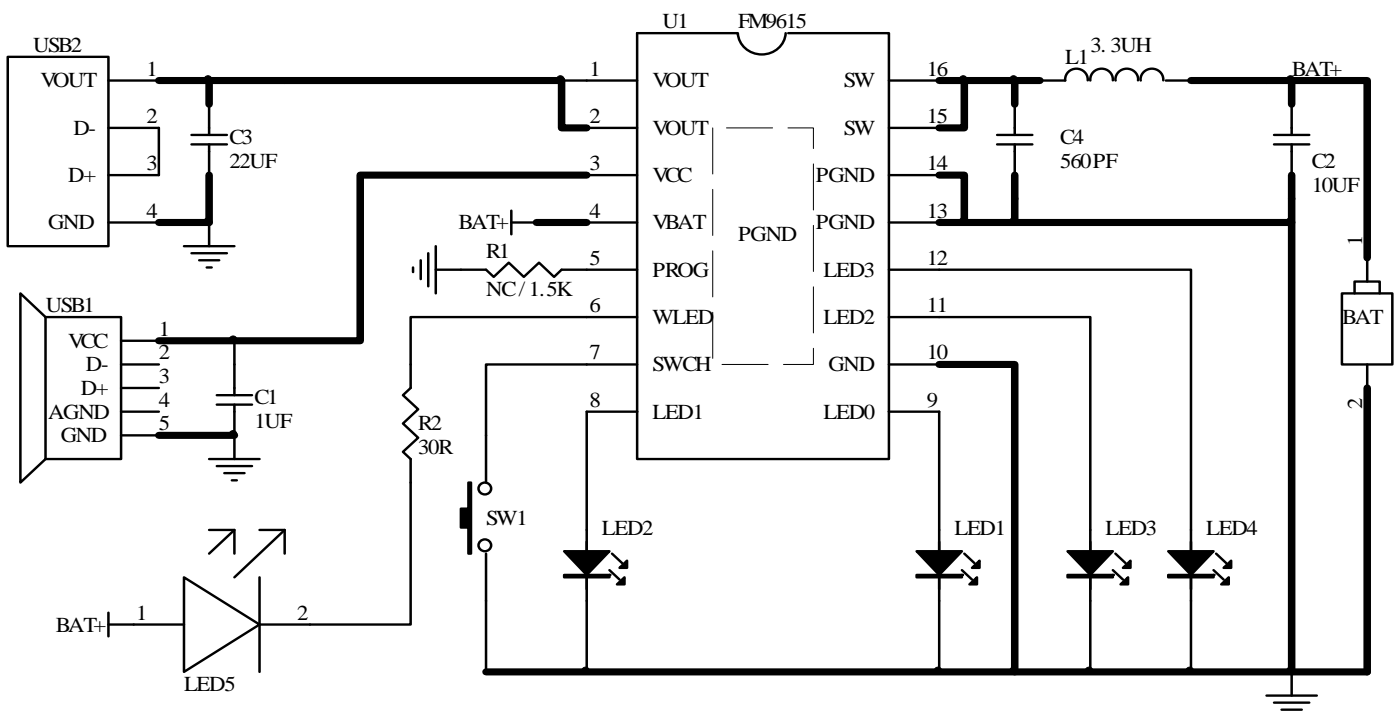 U1 FM9615
USB2
VOUT 1
D- 2
D+ 3
GND 4
C3
22UF
1 VOUT
2 VOUT
3 VCC
4 VBAT
5 PROG
6 WLED
7 SWCH
8 LED1
PGND
SW 16
SW 15
PGND 14
PGND 13
LED3 12
LED2 11
GND 10
LED0 9
L1 3.3UH
BAT+
C4
560PF
C2
10UF
1
BAT
2
BAT+
R1
NC/1.5K
USB1
VCC 1
D- 2
D+ 3
AGND 4
GND 5
C1
1UF
R2
30R
SW1
LED2
LED1
LED3
LED4
BAT+ 1 2
LED5